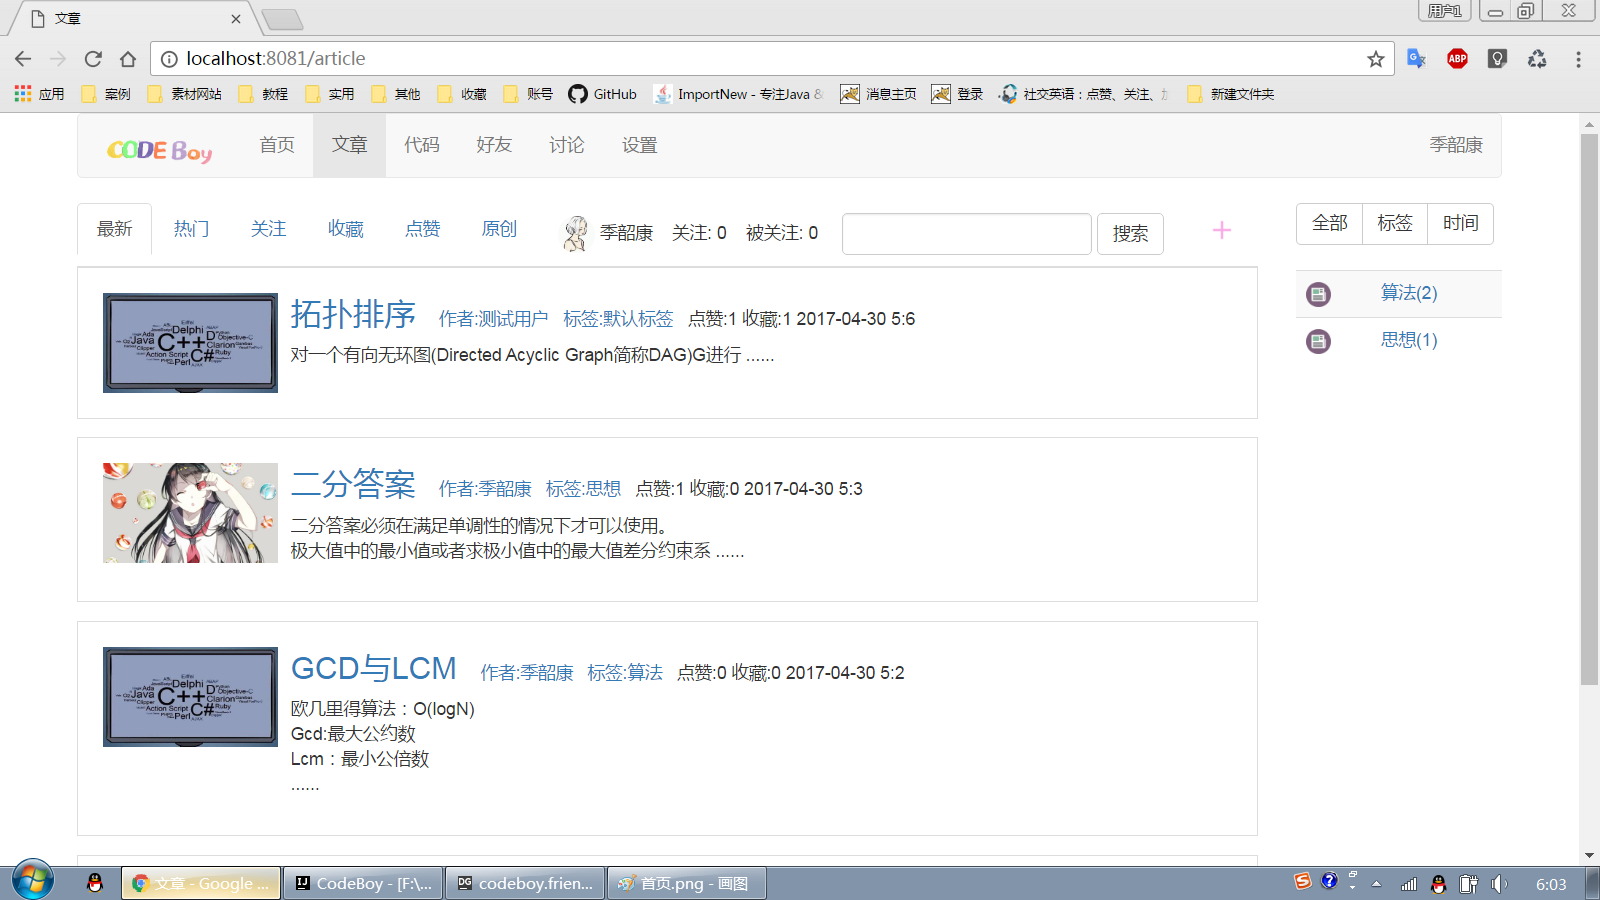 文章
用户1
localhost:8081/article
应用 案例 素材网站 教程 实用 其他 收藏 账号 GitHub ImportNew - 专注Java & 消息主页 登录 社交英语：点赞、关注、 新建文件夹
CODE Boy 首页 文章 代码 好友 讨论 设置 季韶康
最新 热门 关注 收藏 点赞 原创 季韶康 关注: 0 被关注: 0 搜索 + 全部 标签 时间
算法(2)
思想(1)
拓扑排序 作者:测试用户 标签:默认标签 点赞:1 收藏:1 2017-04-30 5:6
对一个有向无环图(Directed Acyclic Graph简称DAG)G进行 ......
Delphi
Ada
Java
C++
D
Objective-C
Clarion
Action Script
C#
Ruby
Perl
二分答案 作者:季韶康 标签:思想 点赞:1 收藏:0 2017-04-30 5:3
二分答案必须在满足单调性的情况下才可以使用。
极大值中的最小值或者求极小值中的最大值差分约束系 ......
GCD与LCM 作者:季韶康 标签:算法 点赞:0 收藏:0 2017-04-30 5:2
欧几里得算法：O(logN)
Gcd:最大公约数
Lcm：最小公倍数
......
Delphi
Ada
Java
C++
D
Objective-C
Clarion
Action Script
C#
Ruby
Perl
文章 - Google ... CodeBoy - [F:\... codeboy.frien... 首页.png - 画图 6:03